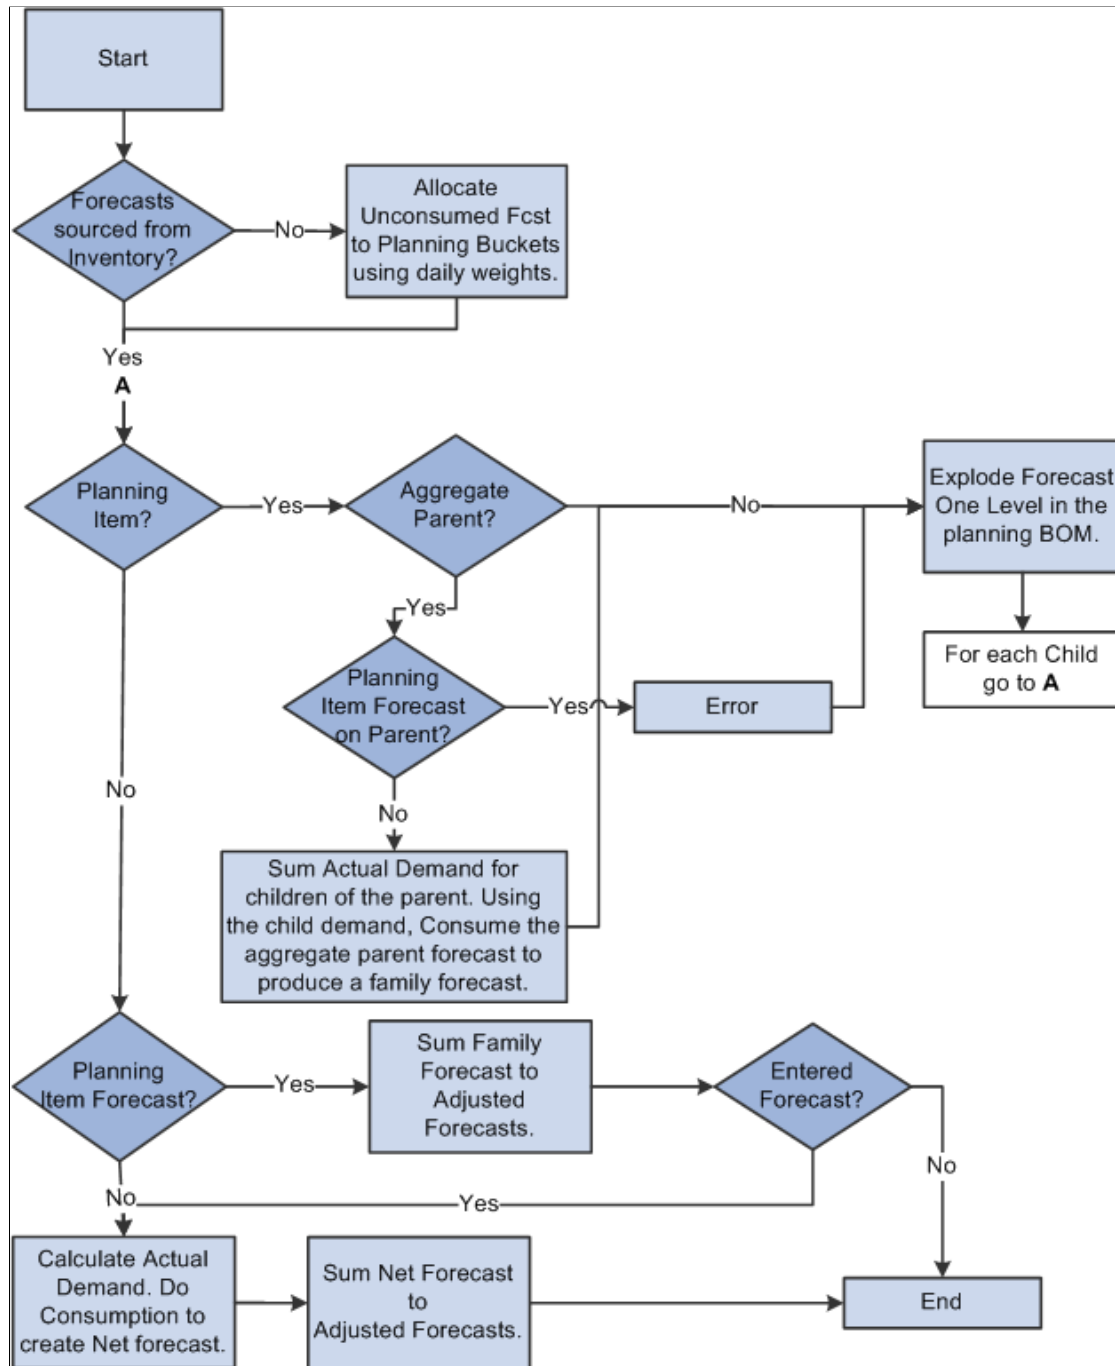 Start
Forecasts
sourced from
Inventory?
No
Allocate
Unconsumed Fcst
to Planning Buckets
using daily weights.
Yes
A
Planning
Item?
Yes
Aggregate
Parent?
No
Explode Forecast
One Level in the
planning BOM.
Yes
For each Child
go to A
Planning
Item Forecast
on Parent?
Yes
Error
No
No
Sum Actual Demand for
children of the parent. Using
the child demand, Consume the
aggregate parent forecast to
produce a family forecast.
Planning
Item Forecast?
Yes
Sum Family
Forecast to
Adjusted
Forecasts.
Entered
Forecast?
No
No
Yes
Calculate Actual
Demand. Do
Consumption to
create Net forecast.
Sum Net Forecast
to
Adjusted Forecasts.
End